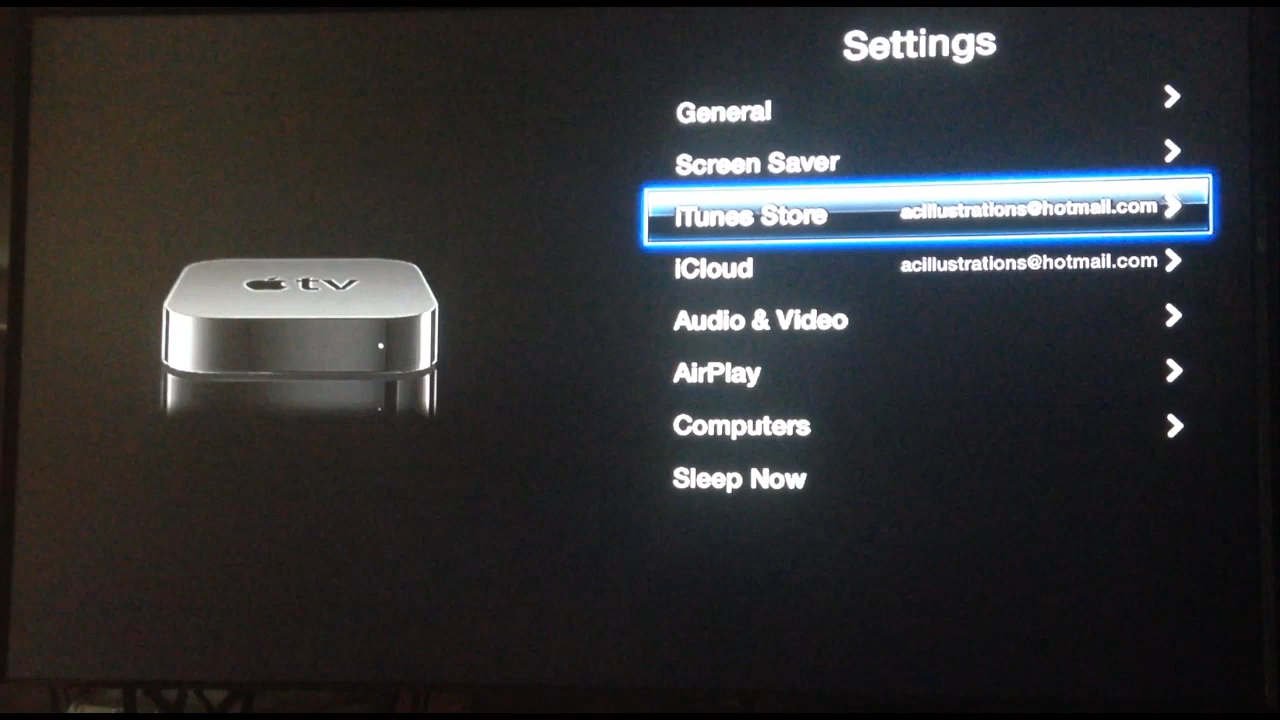 Settings
General
Screen Saver
iTunes Store acillustrations@hotmail.com
iCloud acillustrations@hotmail.com
Audio & Video
AirPlay
Computers
Sleep Now
tv